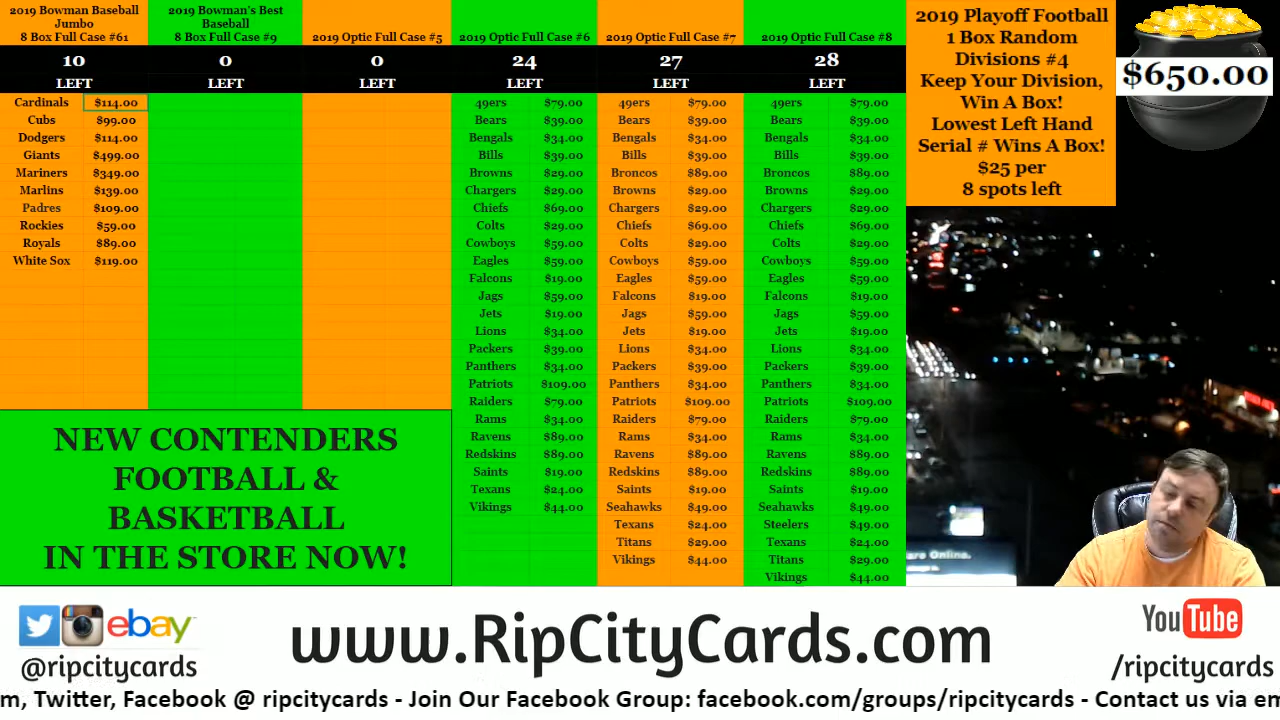 2019 Bowman Baseball
Jumbo
8 Box Full Case #61
10
LEFT
Cardinals $114.00
Cubs $99.00
Dodgers $114.00
Giants $499.00
Mariners $349.00
Marlins $139.00
Padres $109.00
Rockies $59.00
Royals $89.00
White Sox $119.00
2019 Bowman's Best
Baseball
8 Box Full Case #9
0
LEFT
2019 Optic Full Case #5
0
LEFT
2019 Optic Full Case #6
24
LEFT
49ers $79.00
Bears $39.00
Bengals $34.00
Bills $39.00
Browns $29.00
Chargers $29.00
Chiefs $69.00
Colts $29.00
Cowboys $59.00
Eagles $59.00
Falcons $19.00
Jags $59.00
Jets $19.00
Lions $34.00
Packers $39.00
Panthers $34.00
Patriots $109.00
Raiders $79.00
Rams $34.00
Ravens $89.00
Redskins $89.00
Saints $19.00
Texans $24.00
Vikings $44.00
2019 Optic Full Case #7
27
LEFT
49ers $79.00
Bears $39.00
Bengals $34.00
Bills $39.00
Broncos $89.00
Browns $29.00
Chargers $29.00
Chiefs $69.00
Colts $29.00
Cowboys $59.00
Eagles $59.00
Falcons $19.00
Jags $59.00
Jets $19.00
Lions $34.00
Packers $39.00
Panthers $34.00
Patriots $109.00
Raiders $79.00
Rams $34.00
Ravens $89.00
Redskins $89.00
Saints $19.00
Seahawks $49.00
Texans $24.00
Titans $29.00
Vikings $44.00
2019 Optic Full Case #8
28
LEFT
49ers $79.00
Bears $39.00
Bengals $34.00
Bills $39.00
Broncos $89.00
Browns $29.00
Chargers $29.00
Chiefs $69.00
Colts $29.00
Cowboys $59.00
Eagles $59.00
Falcons $19.00
Jags $59.00
Jets $19.00
Lions $34.00
Packers $39.00
Panthers $34.00
Patriots $109.00
Raiders $79.00
Rams $34.00
Ravens $89.00
Redskins $89.00
Saints $19.00
Seahawks $49.00
Steelers $49.00
Texans $24.00
Titans $29.00
Vikings $44.00
2019 Playoff Football
1 Box Random
Divisions #4
Keep Your Division,
Win A Box!
Lowest Left Hand
Serial # Wins A Box!
$25 per
8 spots left
$650.00
NEW CONTENDERS
FOOTBALL &
BASKETBALL
IN THE STORE NOW!
are Online.
ebay
@ripcitycards
www.RipCityCards.com
YouTube
/ripcitycards
m, Twitter, Facebook @ ripcitycards - Join Our Facebook Group: facebook.com/groups/ripcitycards - Contact us via em